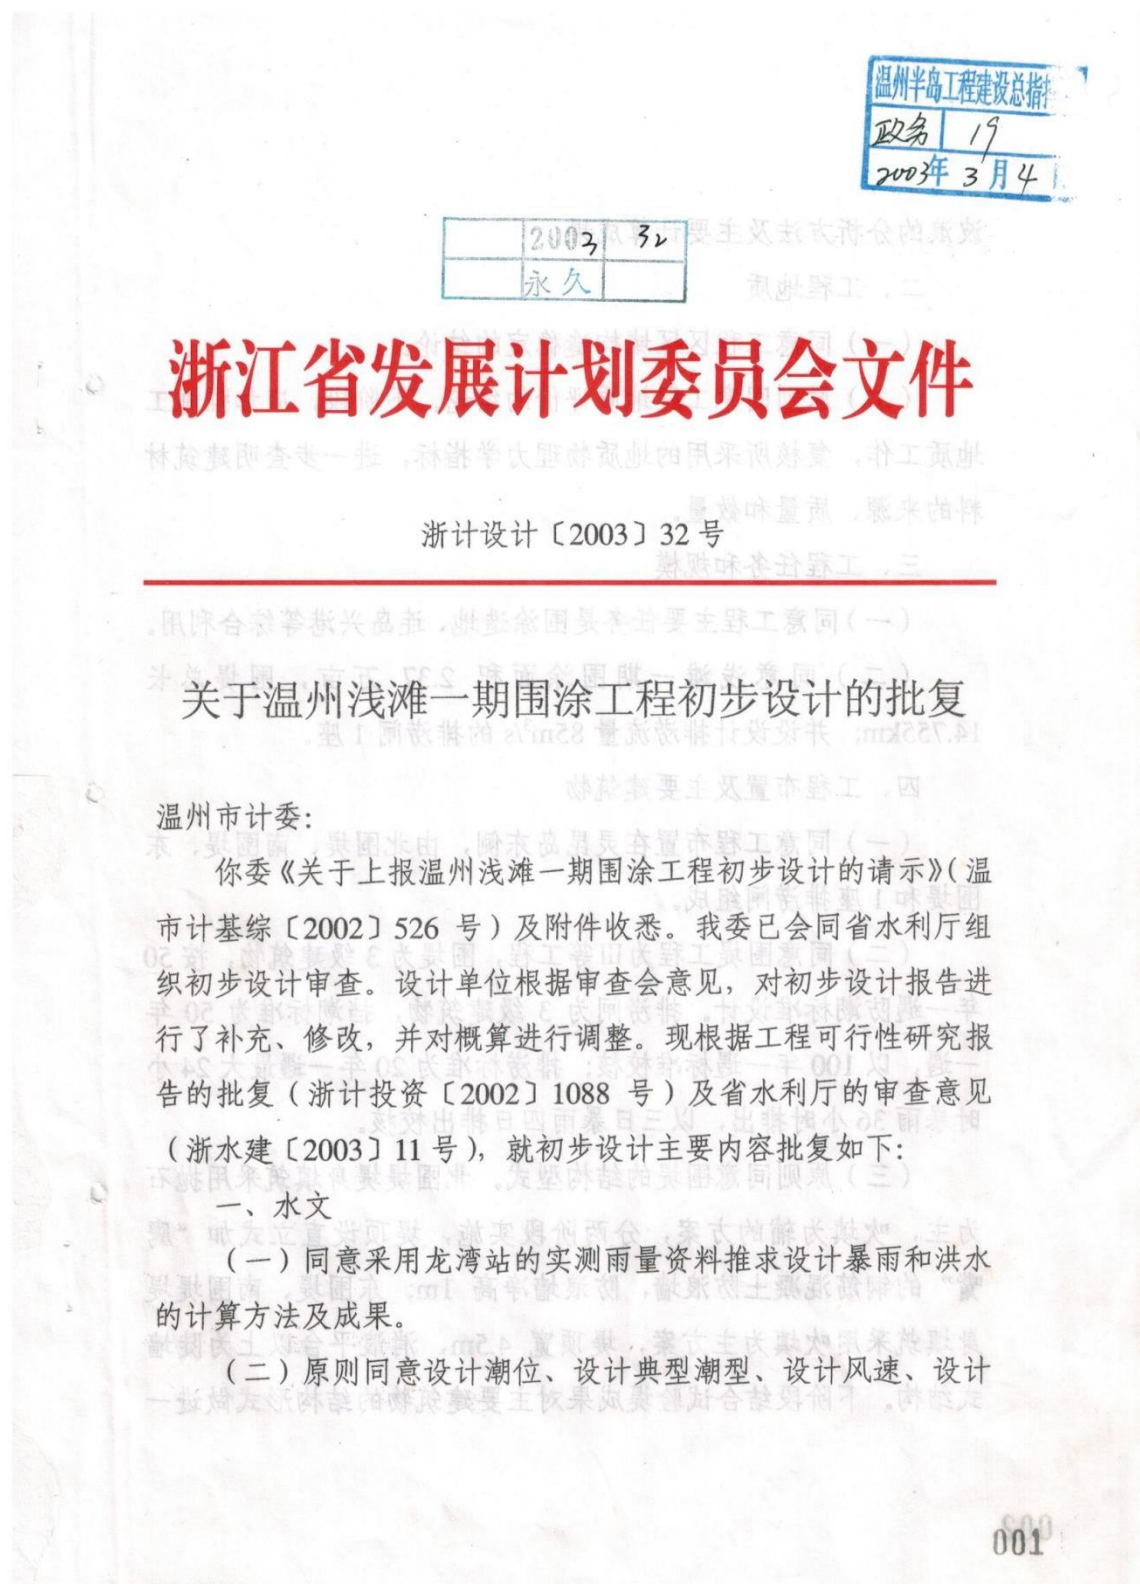 温州半岛工程建设总指
政务 19
2003年3月4
2003 32
永久
浙江省发展计划委员会文件
浙计设计〔2003〕32号
关于温州浅滩一期围涂工程初步设计的批复
温州市计委：
你委《关于上报温州浅滩一期围涂工程初步设计的请示》（温
市计基综〔2002〕526 号）及附件收悉。我委已会同省水利厅组
织初步设计审查。设计单位根据审查会意见，对初步设计报告进
行了补充、修改，并对概算进行调整。现根据工程可行性研究报
告的批复（浙计投资〔2002〕1088 号）及省水利厅的审查意见
（浙水建〔2003〕11号），就初步设计主要内容批复如下：
一、水文
（一）同意采用龙湾站的实测雨量资料推求设计暴雨和洪水
的计算方法及成果。
（二）原则同意设计潮位、设计典型潮型、设计风速、设计
001